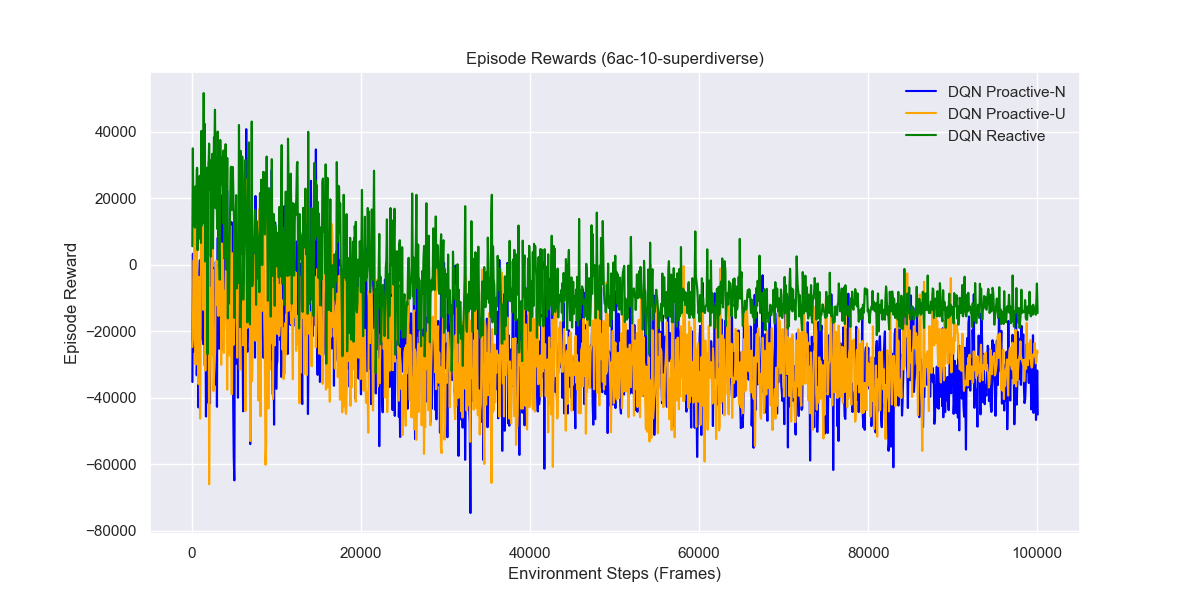 Episode Rewards (6ac-10-superdiverse)
DQN Proactive-N
DQN Proactive-U
DQN Reactive
Episode Reward
40000
20000
0
−20000
−40000
−60000
−80000
0
20000
40000
60000
80000
100000
Environment Steps (Frames)